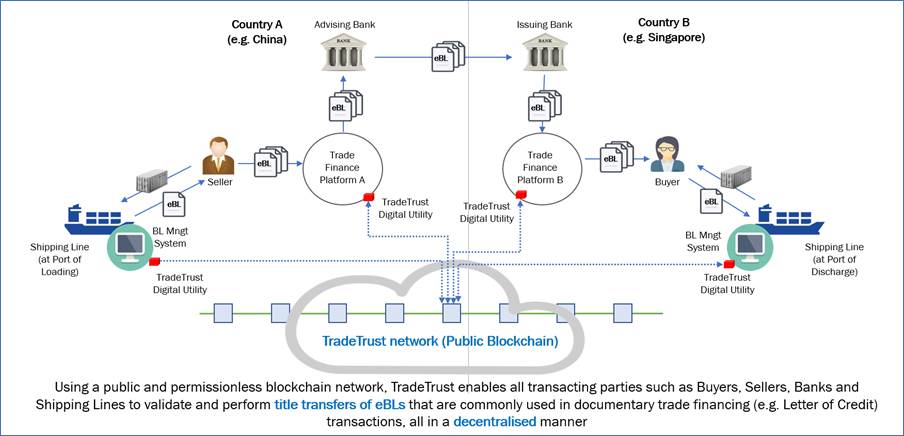 Country A
(e.g. China)
Advising Bank
Issuing Bank
Country B
(e.g. Singapore)
BANK
BANK
eBL
eBL
eBL
Seller
eBL
Trade
Finance
Platform A
Trade
Finance
Platform B
eBL
Buyer
eBL
eBL
TradeTrust
Digital Utility
TradeTrust
Digital Utility
BL Mngt
System
BL Mngt
System
Shipping Line
(at Port of
Loading)
Shipping Line
(at Port of
Discharge)
TradeTrust
Digital Utility
TradeTrust
Digital Utility
TradeTrust network (Public Blockchain)
Using a public and permissionless blockchain network, TradeTrust enables all transacting parties such as Buyers, Sellers, Banks and
Shipping Lines to validate and perform title transfers of eBLs that are commonly used in documentary trade financing (e.g. Letter of Credit)
transactions, all in a decentralised manner